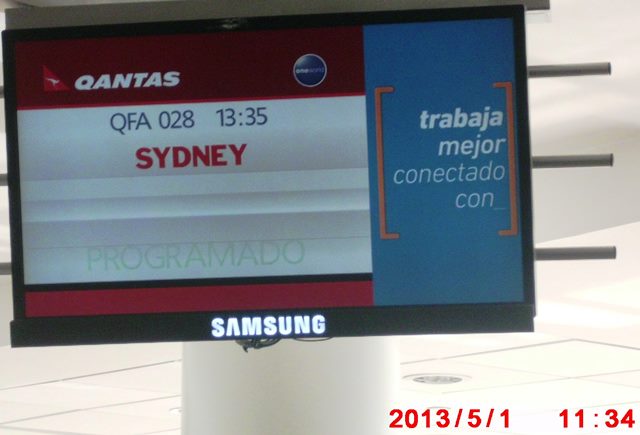 QANTAS
oneworld
QFA 028 13:35
SYDNEY
PROGRAMADO
trabaja
mejor
conectado
con_
SAMSUNG
2013/5/1 11:34